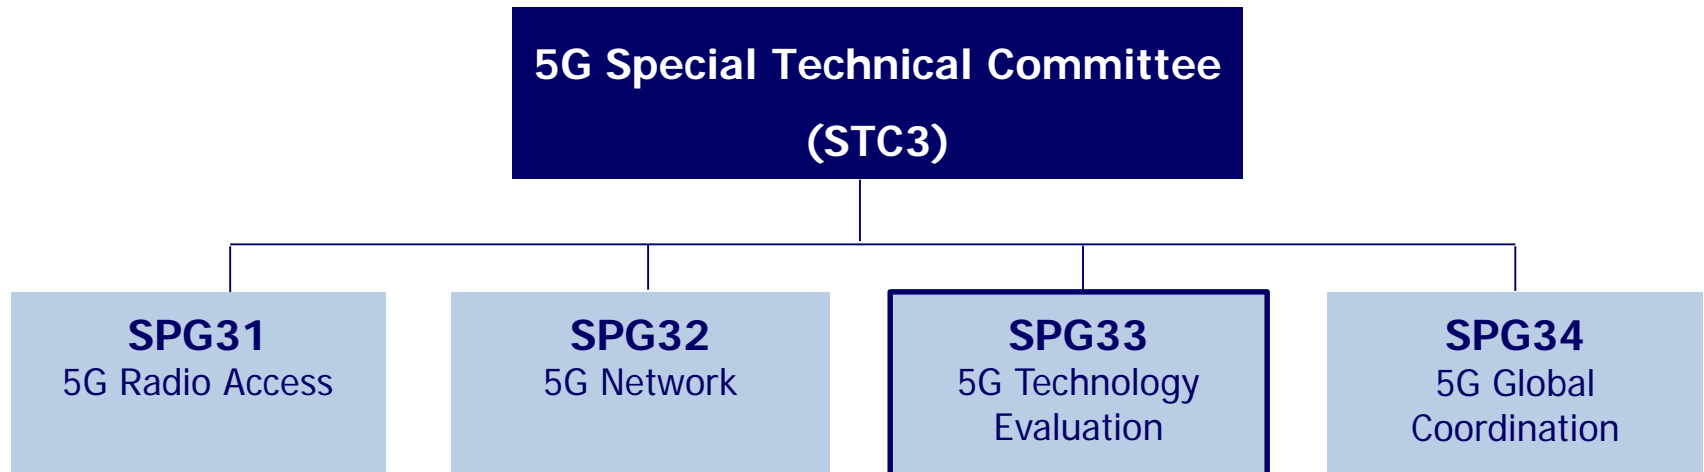 5G Special Technical Committee
(STC3)
SPG31
5G Radio Access
SPG32
5G Network
SPG33
5G Technology
Evaluation
SPG34
5G Global
Coordination